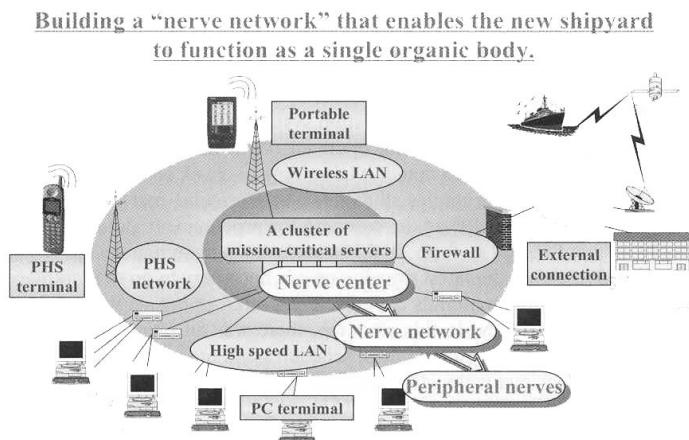 Building a “nerve network” that enables the new shipyard
to function as a single organic body.
Portable
terminal
Wireless LAN
A cluster of
mission-critical servers
Firewall
External
connection
PHS
terminal
PHS
network
Nerve center
Nerve network
High speed LAN
Peripheral nerves
PC termimal